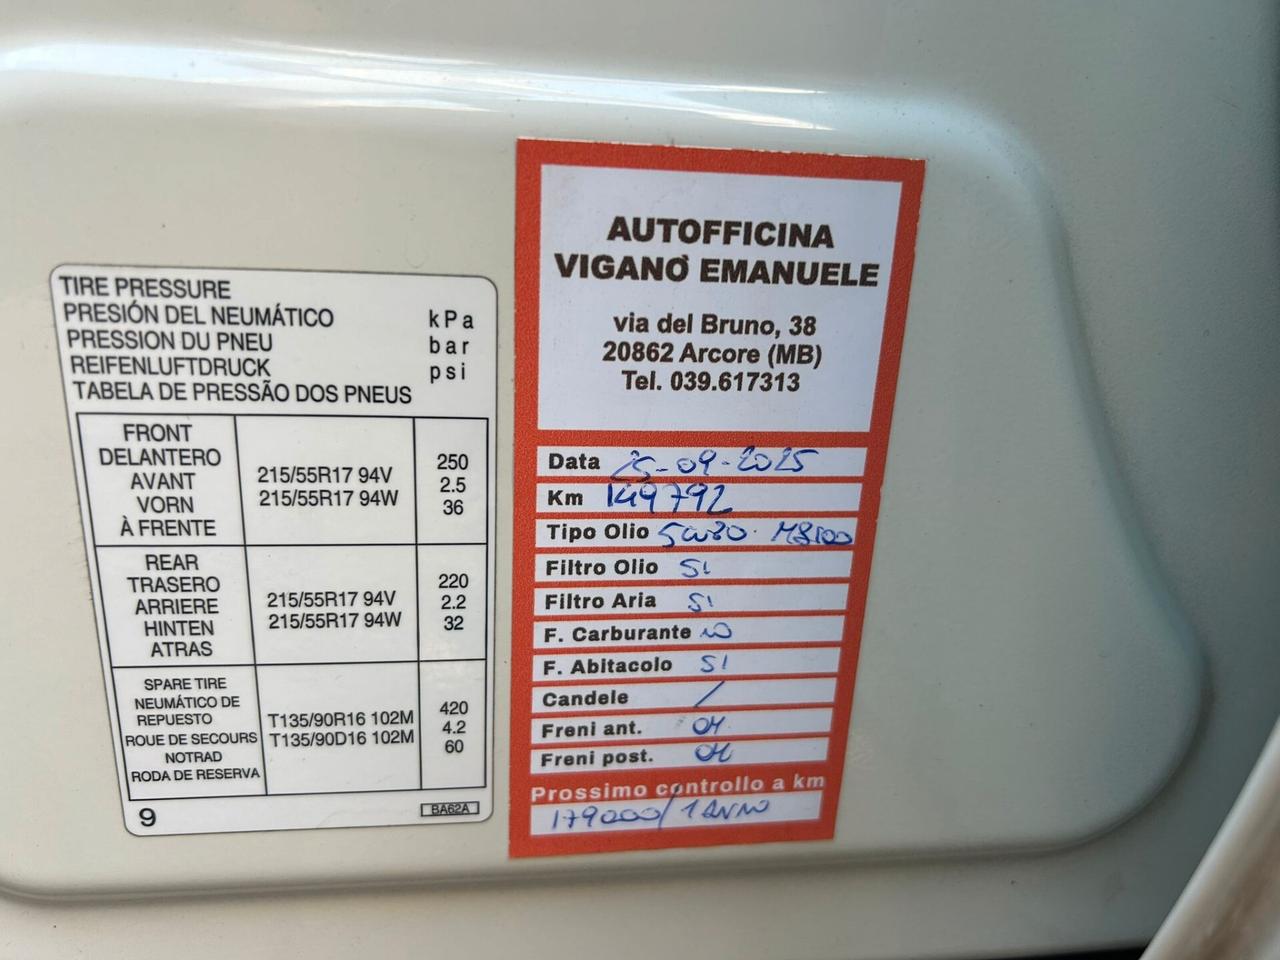 TIRE PRESSURE
PRESIÓN DEL NEUMÁTICO
PRESSION DU PNEU
REIFENLUFTDRUCK
TABELA DE PRESSÃO DOS PNEUS
kPa
bar
psi
FRONT
DELANTERO
AVANT
VORN
À FRENTE
215/55R17 94V
215/55R17 94W
250
2.5
36
REAR
TRASERO
ARRIERE
HINTEN
ATRAS
215/55R17 94V
215/55R17 94W
220
2.2
32
SPARE TIRE
NEUMÁTICO DE
REPUESTO
ROUE DE SECOURS
NOTRAD
RODA DE RESERVA
T135/90R16 102M
T135/90D16 102M
420
4.2
60
9
BA62A
AUTOFFICINA
VIGANO' EMANUELE
via del Bruno, 38
20862 Arcore (MB)
Tel. 039.617313
Data 25-09-2025
Km 149792
Tipo Olio 5W30
Filtro Olio SI
Filtro Aria SI
F. Carburante NO
F. Abitacolo SI
Candele /
Freni ant. OK
Freni post. OK
Prossimo controllo a km
179000/1 ANNO